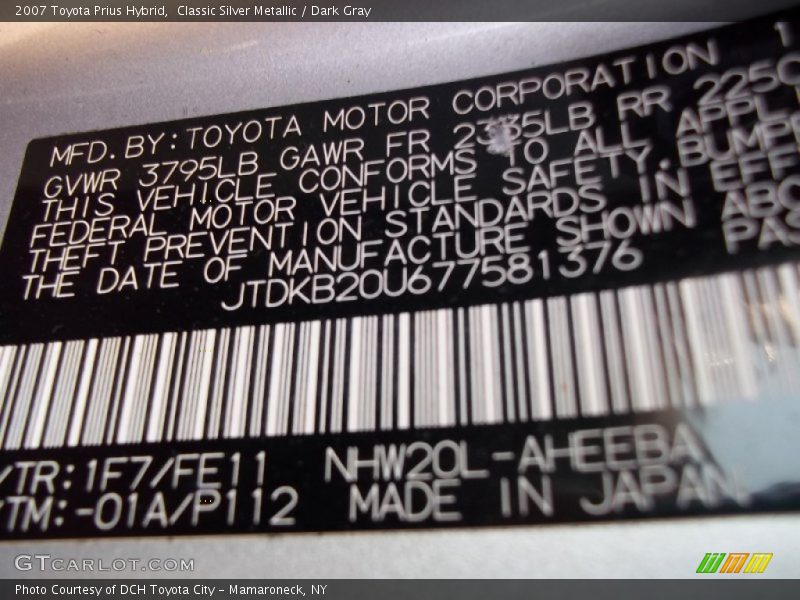 2007 Toyota Prius Hybrid, Classic Silver Metallic / Dark Gray
MFD. BY: TOYOTA MOTOR CORPORATION 1
GVWR 3795LB GAWR FR 2335LB RR 225
THIS VEHICLE CONFORMS TO ALL APPL
FEDERAL MOTOR VEHICLE SAFETY, BUMP
THEFT PREVENTION STANDARDS IN EFF
THE DATE OF MANUFACTURE SHOWN ABO
JTDKB20U677581376 PAS
/TR: 1F7/FE11 NHW20L-AHEEBA
/TM: -01A/P112 MADE IN JAPAN
GTCARLOT.COM
Photo Courtesy of DCH Toyota City – Mamaroneck, NY